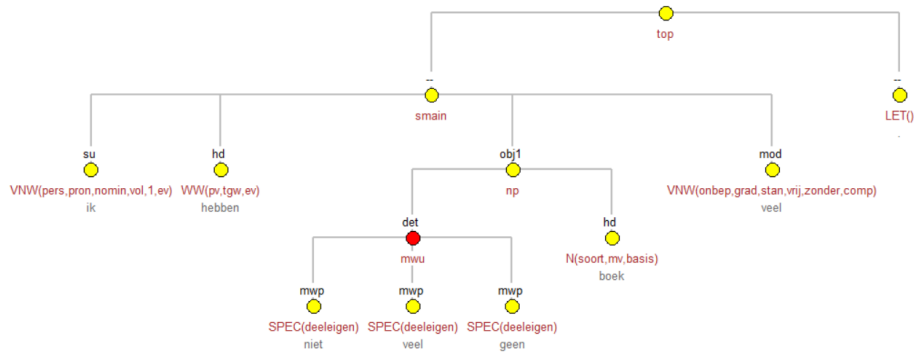 top
-- --
smain LET()
.
su hd obj1 mod
VNW(pers,pron,nomin,vol,1,ev) WW(pv,tgw,ev) np VNW(onbep,grad,stan,vrij,zonder,comp)
ik hebben veel
det hd
mwu N(soort,mv,basis)
boek
mwp mwp mwp
SPEC(deeleigen) SPEC(deeleigen) SPEC(deeleigen)
niet veel geen